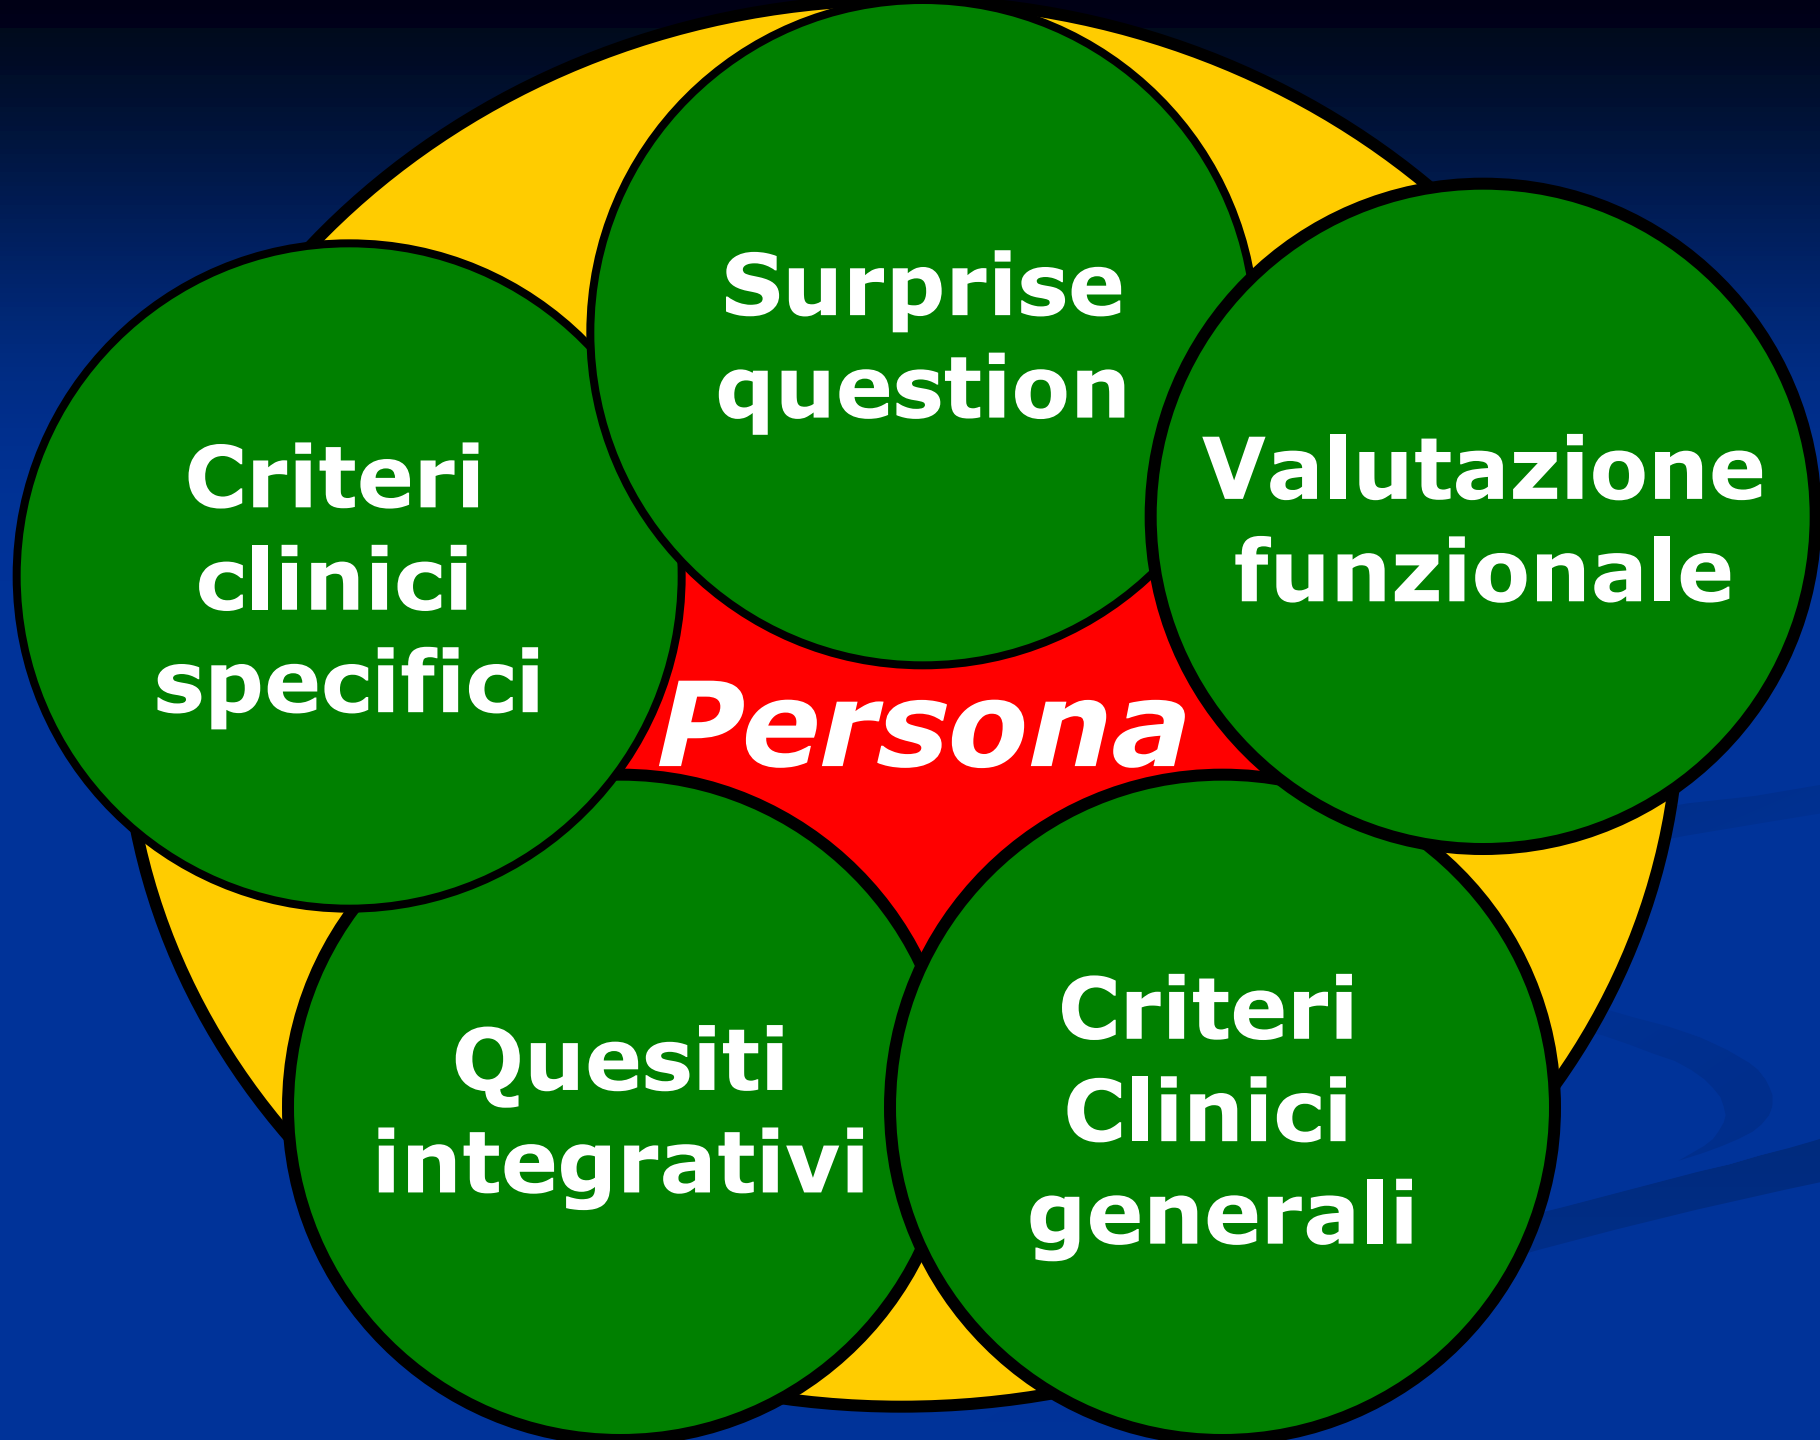 Surprise
question
Valutazione
funzionale
Criteri
clinici
specifici
Persona
Quesiti
integrativi
Criteri
Clinici
generali